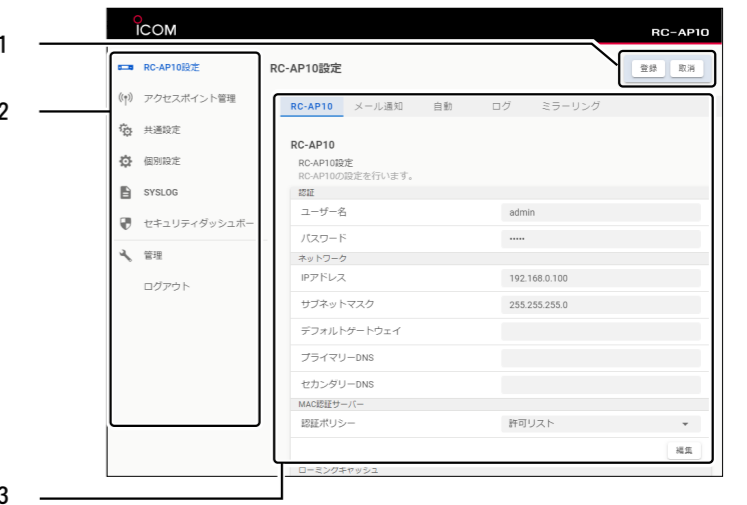 ICOM
RC-AP10
1
RC-AP10設定
登録
取消
2
RC-AP10設定
アクセスポイント管理
共通設定
個別設定
SYSLOG
セキュリティダッシュボー
管理
ログアウト
RC-AP10 メール通知 自動 ログ ミラーリング
RC-AP10
RC-AP10設定
RC-AP10の設定を行います。
認証
ユーザー名 admin
パスワード •••••
ネットワーク
IPアドレス 192.168.0.100
サブネットマスク 255.255.255.0
デフォルトゲートウェイ
プライマリーDNS
セカンダリーDNS
MAC認証サーバー
認証ポリシー 許可リスト
編集
ローミングキャッシュ
3